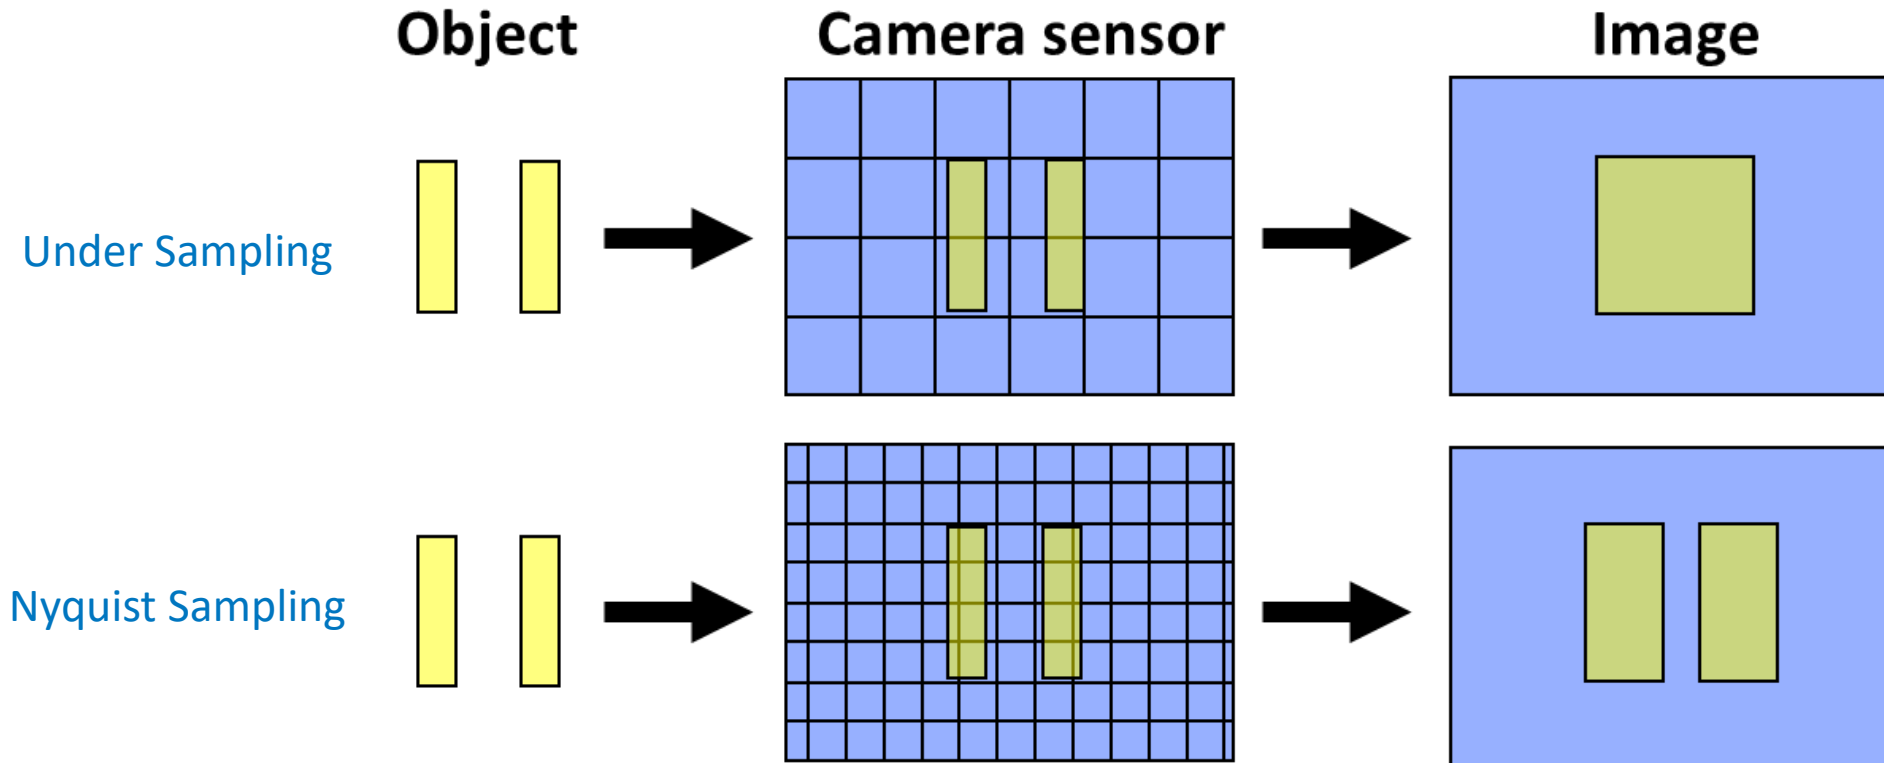 Object
Camera sensor
Image
Under Sampling
Nyquist Sampling